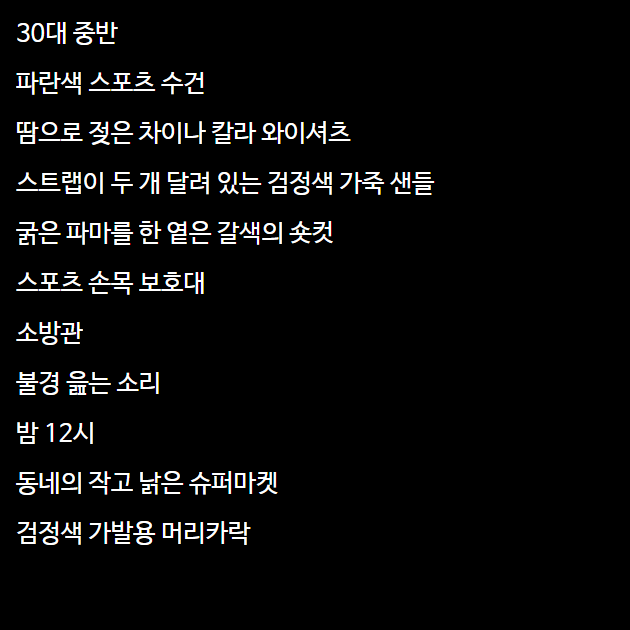 30대 중반
파란색 스포츠 수건
땀으로 젖은 차이나 칼라 와이셔츠
스트랩이 두 개 달려 있는 검정색 가죽 샌들
굵은 파마를 한 옅은 갈색의 숏컷
스포츠 손목 보호대
소방관
불경 읊는 소리
밤 12시
동네의 작고 낡은 슈퍼마켓
검정색 가발용 머리카락